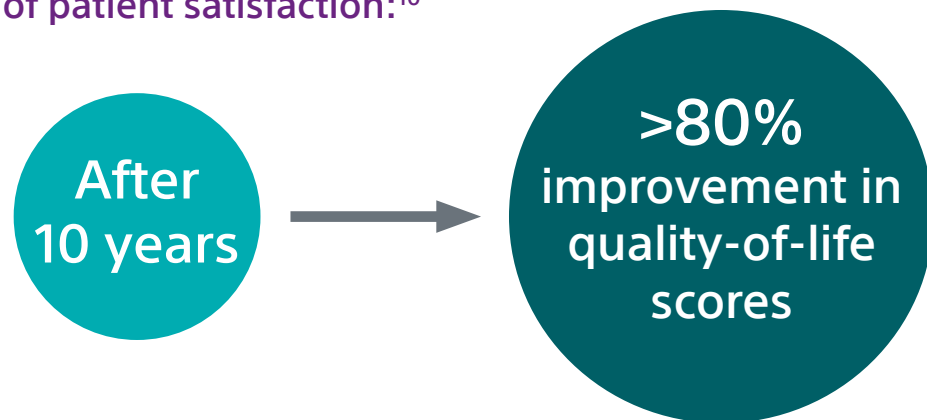 of patient satisfaction:¹⁰
After
10 years
>80%
improvement in
quality-of-life
scores